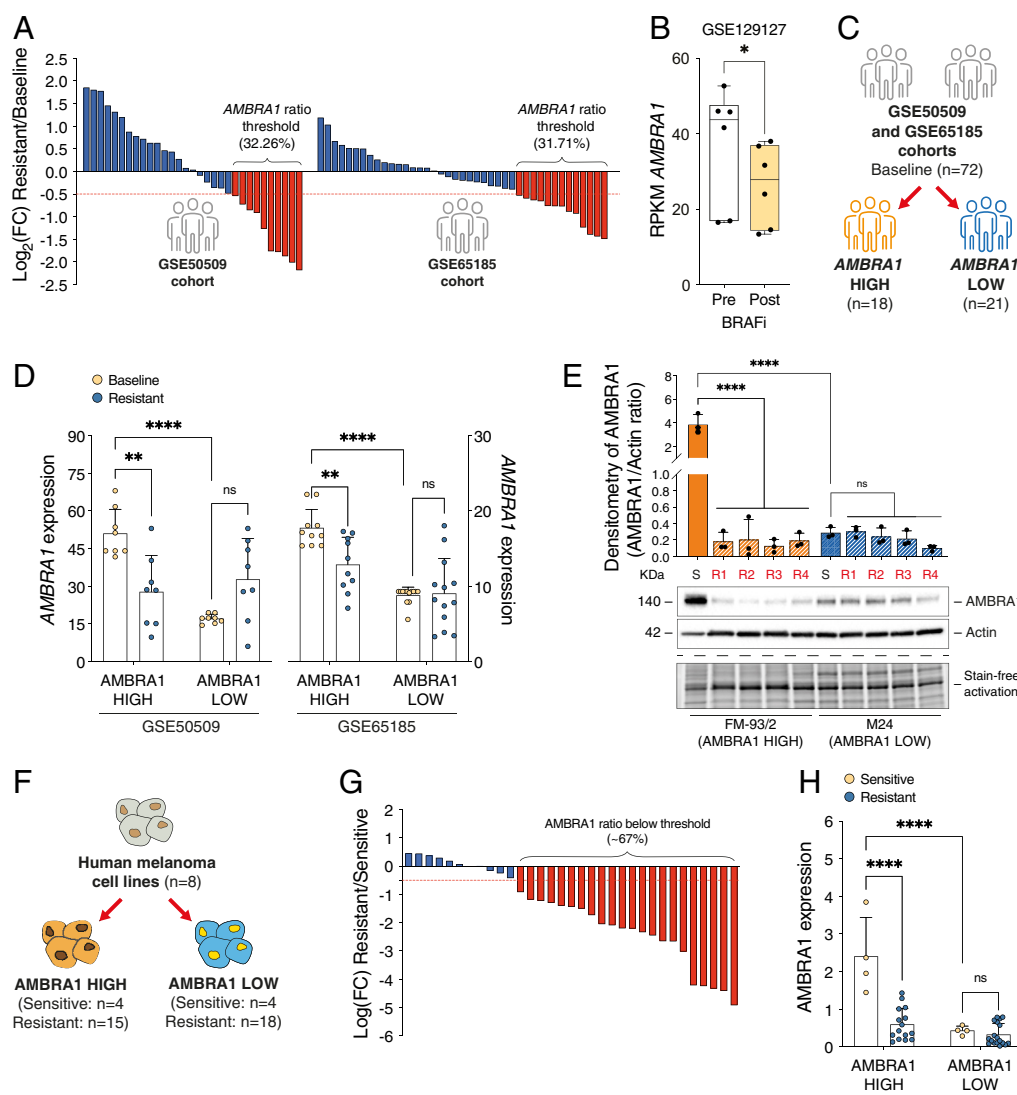 A
Log2(FC) Resistant/Baseline
2.5
2.0
1.5
1.0
0.5
0.0
-0.5
-1.0
-1.5
-2.0
-2.5
AMBRA1 ratio
threshold
(32.26%)
AMBRA1 ratio
threshold
(31.71%)
GSE50509
cohort
GSE65185
cohort
B
GSE129127
*
RPKM AMBRA1
60
40
20
0
Pre Post
BRAFi
C
GSE50509
and GSE65185
cohorts
Baseline (n=72)
AMBRA1
HIGH
(n=18)
AMBRA1
LOW
(n=21)
D
Baseline
Resistant
AMBRA1 expression
90
75
60
45
30
15
0
****
**
ns
****
**
ns
30
20
10
0
AMBRA1 expression
AMBRA1
HIGH
AMBRA1
LOW
AMBRA1
HIGH
AMBRA1
LOW
GSE50509
GSE65185
E
Densitometry of AMBRA1
(AMBRA1/Actin ratio)
8
6
4
2
1.0
0.8
0.6
0.4
0.2
0.0
****
****
ns
KDa S R1 R2 R3 R4 S R1 R2 R3 R4
140 – – AMBRA1
42 – – Actin
– Stain-free
activation
FM-93/2
(AMBRA1 HIGH)
M24
(AMBRA1 LOW)
F
Human melanoma
cell lines (n=8)
AMBRA1 HIGH
(Sensitive: n=4
Resistant: n=15)
AMBRA1 LOW
(Sensitive: n=4
Resistant: n=18)
G
Log(FC) Resistant/Sensitive
2
1
0
-1
-2
-3
-4
-5
-6
AMBRA1 ratio below threshold
(~67%)
H
Sensitive
Resistant
AMBRA1 expression
6
5
4
3
2
1
0
****
****
ns
AMBRA1
HIGH
AMBRA1
LOW